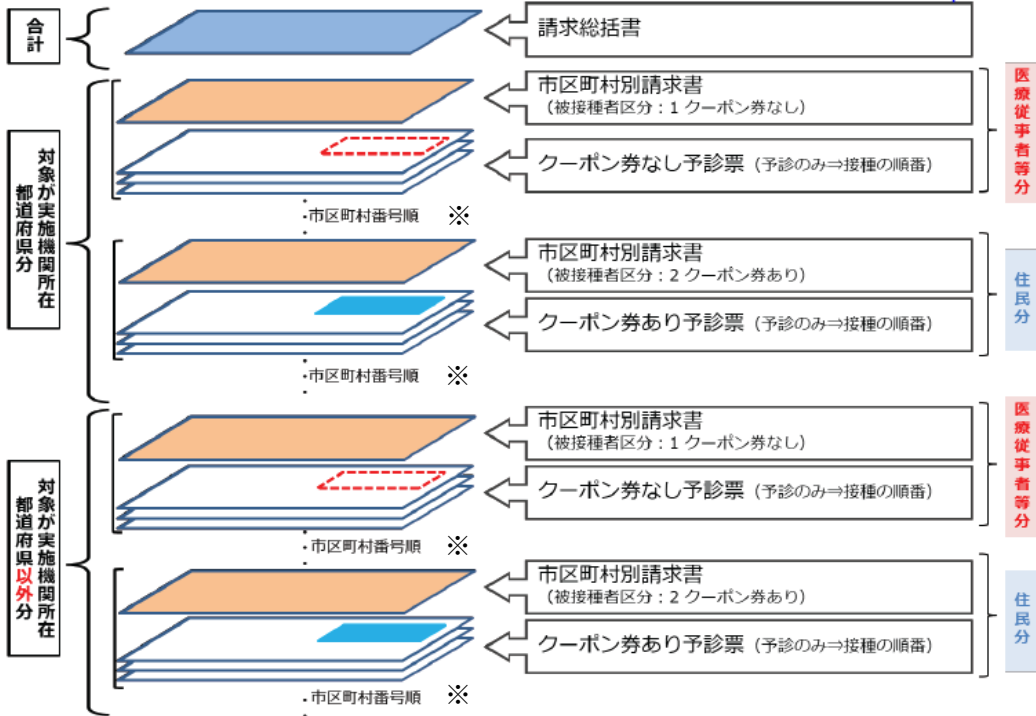 合計
請求総括書
対象が実施機関所在
都道府県分
市区町村別請求書
(被接種者区分：1 クーポン券なし)
クーポン券なし予診票 (予診のみ⇒接種の順番)
医療従事者等分
市区町村番号順 ※
市区町村別請求書
(被接種者区分：2 クーポン券あり)
クーポン券あり予診票 (予診のみ⇒接種の順番)
住民分
市区町村番号順 ※
対象が実施機関所在
都道府県以外分
市区町村別請求書
(被接種者区分：1 クーポン券なし)
クーポン券なし予診票 (予診のみ⇒接種の順番)
医療従事者等分
市区町村番号順 ※
市区町村別請求書
(被接種者区分：2 クーポン券あり)
クーポン券あり予診票 (予診のみ⇒接種の順番)
住民分
市区町村番号順 ※